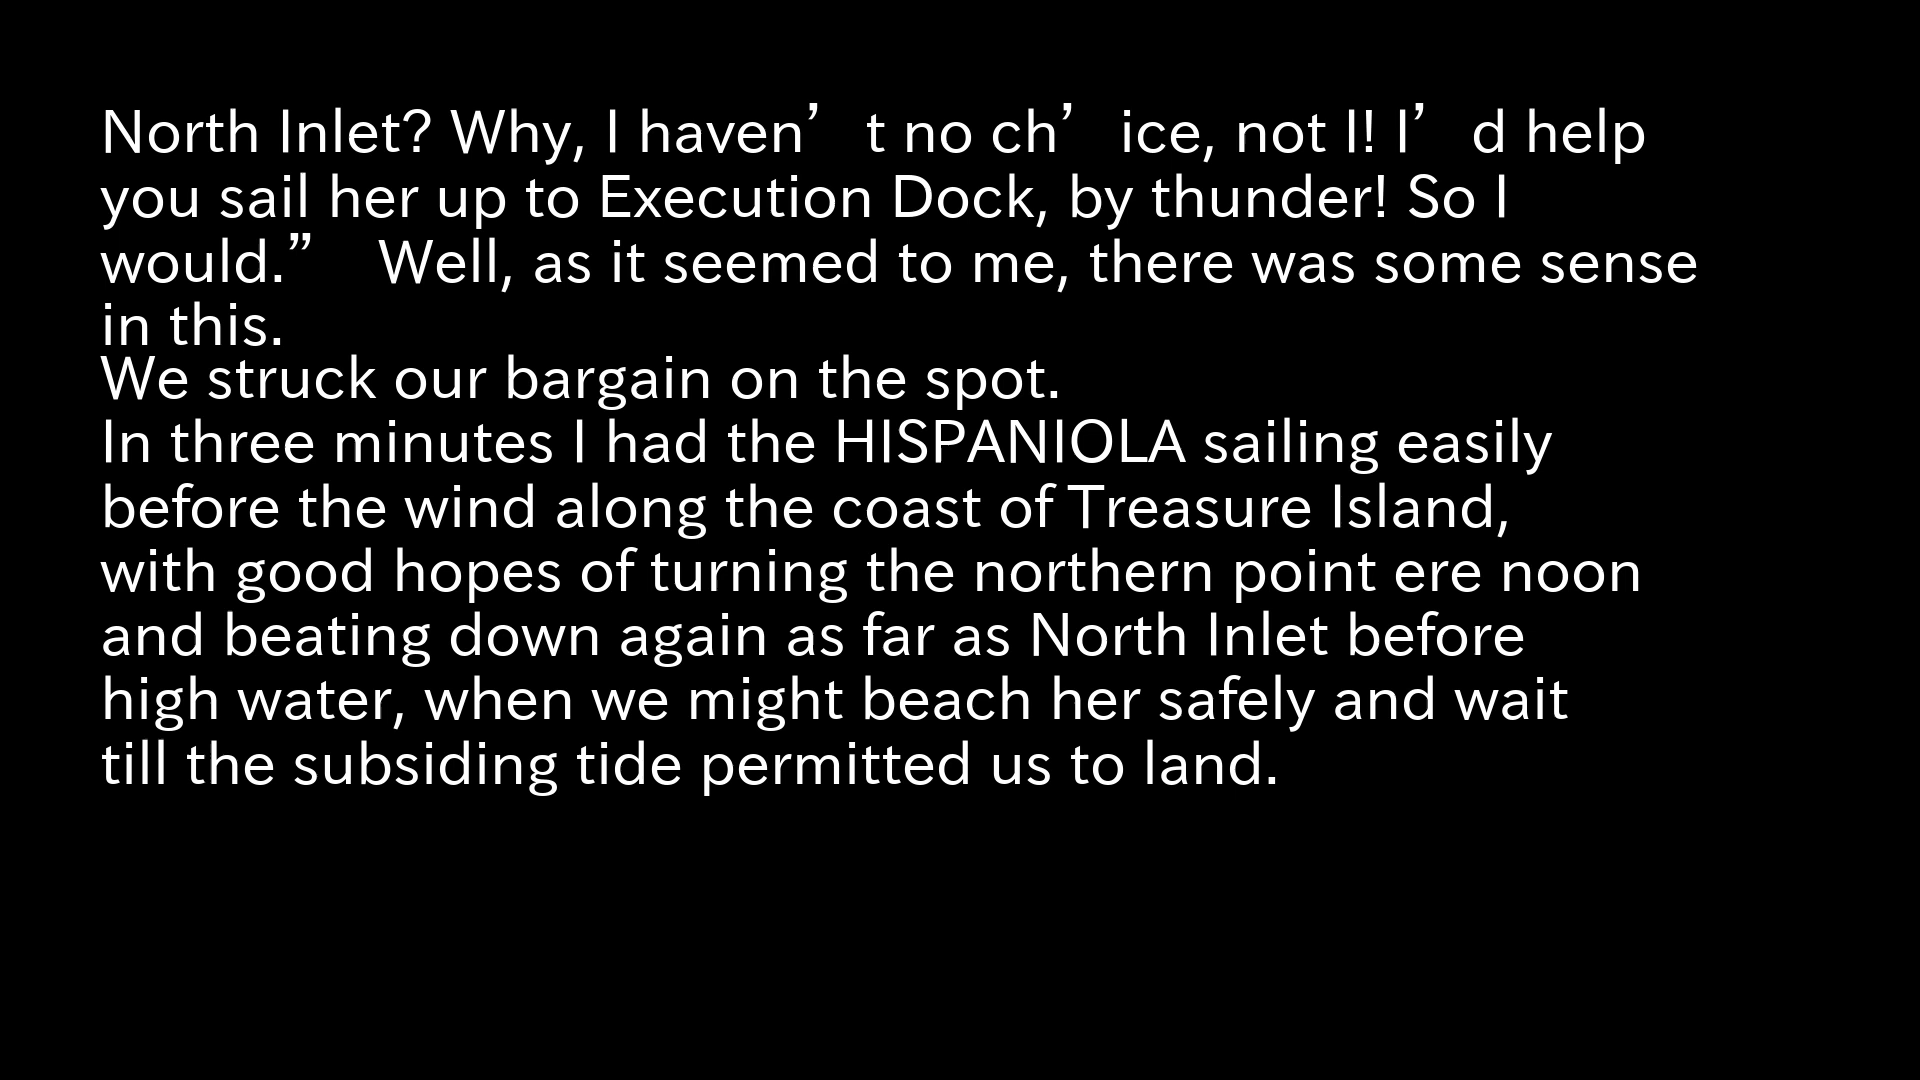 North Inlet? Why, I haven’t no ch’ice, not I! I’d help
you sail her up to Execution Dock, by thunder! So I
would.” Well, as it seemed to me, there was some sense
in this.
We struck our bargain on the spot.
In three minutes I had the HISPANIOLA sailing easily
before the wind along the coast of Treasure Island,
with good hopes of turning the northern point ere noon
and beating down again as far as North Inlet before
high water, when we might beach her safely and wait
till the subsiding tide permitted us to land.